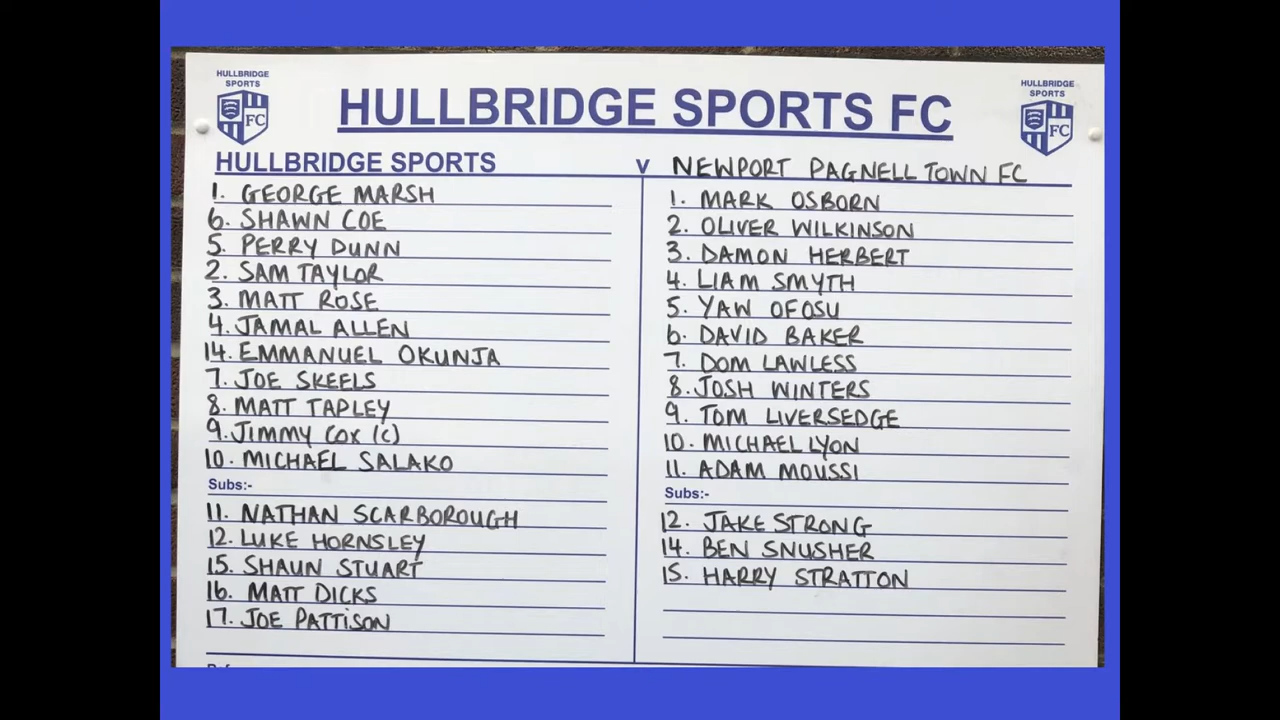 HULLBRIDGE
SPORTS
FC
HULLBRIDGE SPORTS FC
HULLBRIDGE
SPORTS
FC
HULLBRIDGE SPORTS v NEWPORT PAGNELL TOWN FC
1. GEORGE MARSH
6. SHAWN COE
5. PERRY DUNN
2. SAM TAYLOR
3. MATT ROSE
4. JAMAL ALLEN
14. EMMANUEL OKUNJA
7. JOE SKEELS
8. MATT TAPLEY
9. JIMMY COX (C)
10. MICHAEL SALAKO
Subs:-
11. NATHAN SCARBOROUGH
12. LUKE HORNSLEY
15. SHAUN STUART
16. MATT DICKS
17. JOE PATTISON
1. MARK OSBORN
2. OLIVER WILKINSON
3. DAMON HERBERT
4. LIAM SMYTH
5. YAW OFOSU
6. DAVID BAKER
7. DOM LAWLESS
8. JOSH WINTERS
9. TOM LIVERSEDGE
10. MICHAEL LYON
11. ADAM MOUSSI
Subs:-
12. JAKE STRONG
14. BEN SNUSHER
15. HARRY STRATTON